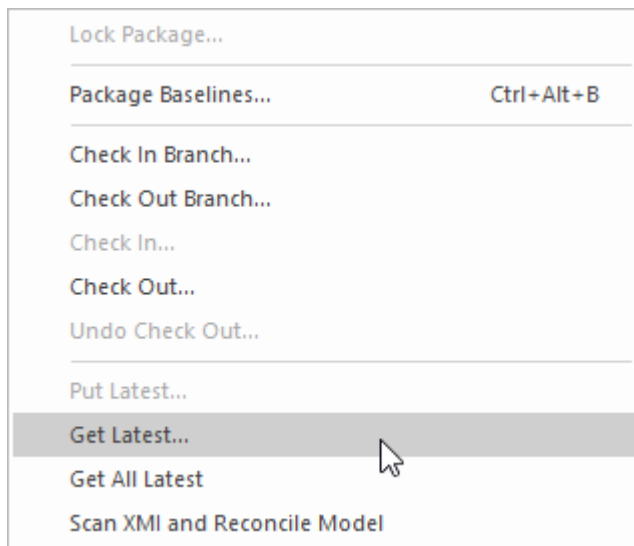 Lock Package...
Package Baselines... Ctrl+Alt+B
Check In Branch...
Check Out Branch...
Check In...
Check Out...
Undo Check Out...
Put Latest...
Get Latest...
Get All Latest
Scan XMI and Reconcile Model